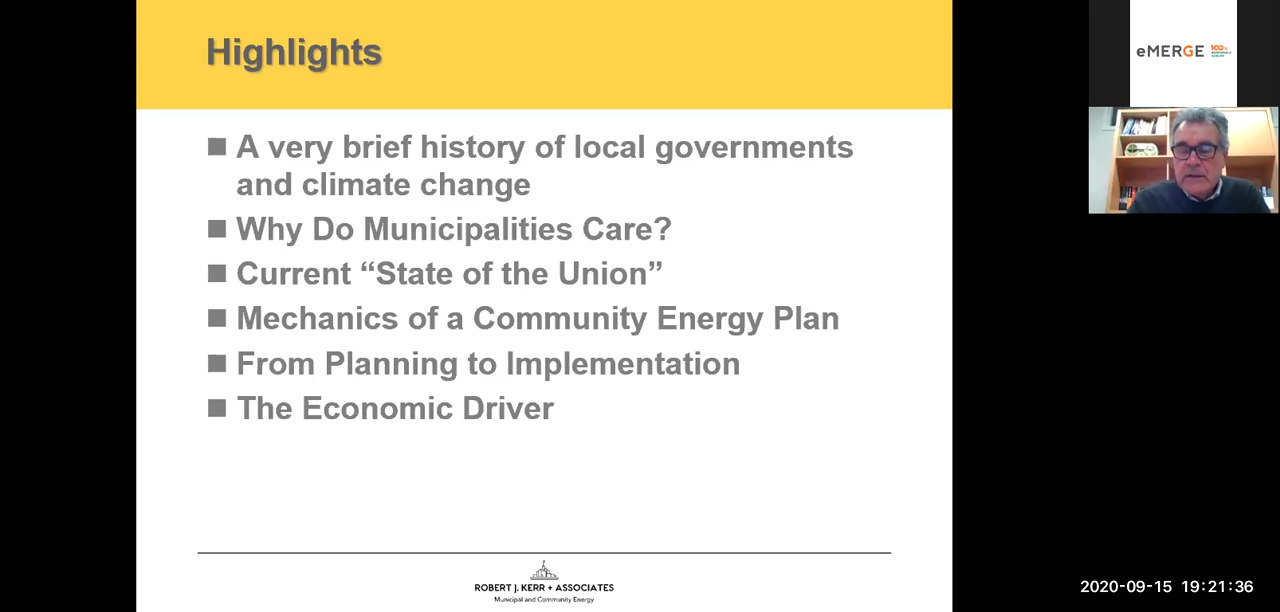 Highlights
A very brief history of local governments
and climate change
Why Do Municipalities Care?
Current “State of the Union”
Mechanics of a Community Energy Plan
From Planning to Implementation
The Economic Driver
ROBERT J. KERR + ASSOCIATES
Municipal and Community Energy
eMERGE
100%
2020-09-15 19:21:36